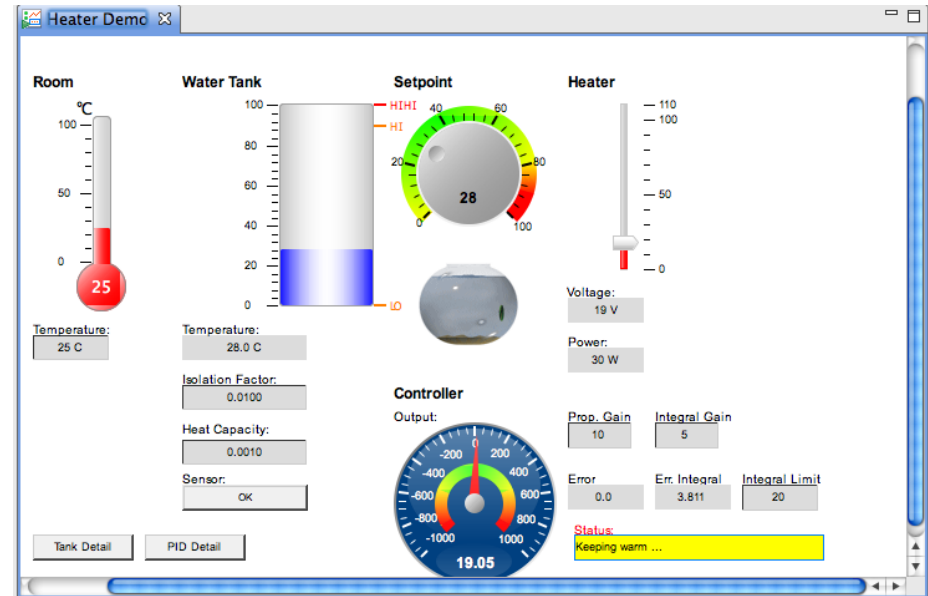 Heater Demo
Room
Water Tank
Setpoint
Heater
°C
100
50
0
25
Temperature:
25 C
100
80
60
40
20
0
HIHI
HI
LO
Temperature:
28.0 C
Isolation Factor:
0.0100
Heat Capacity:
0.0010
Sensor:
OK
0
20
40
60
80
100
28
110
100
50
0
Voltage:
19 V
Power:
30 W
Controller
Output:
-1000
-800
-600
-400
-200
0
200
400
600
800
1000
19.05
Prop. Gain
Integral Gain
10
5
Error
Err. Integral
Integral Limit
0.0
3.811
20
Status:
Keeping warm ...
Tank Detail
PID Detail